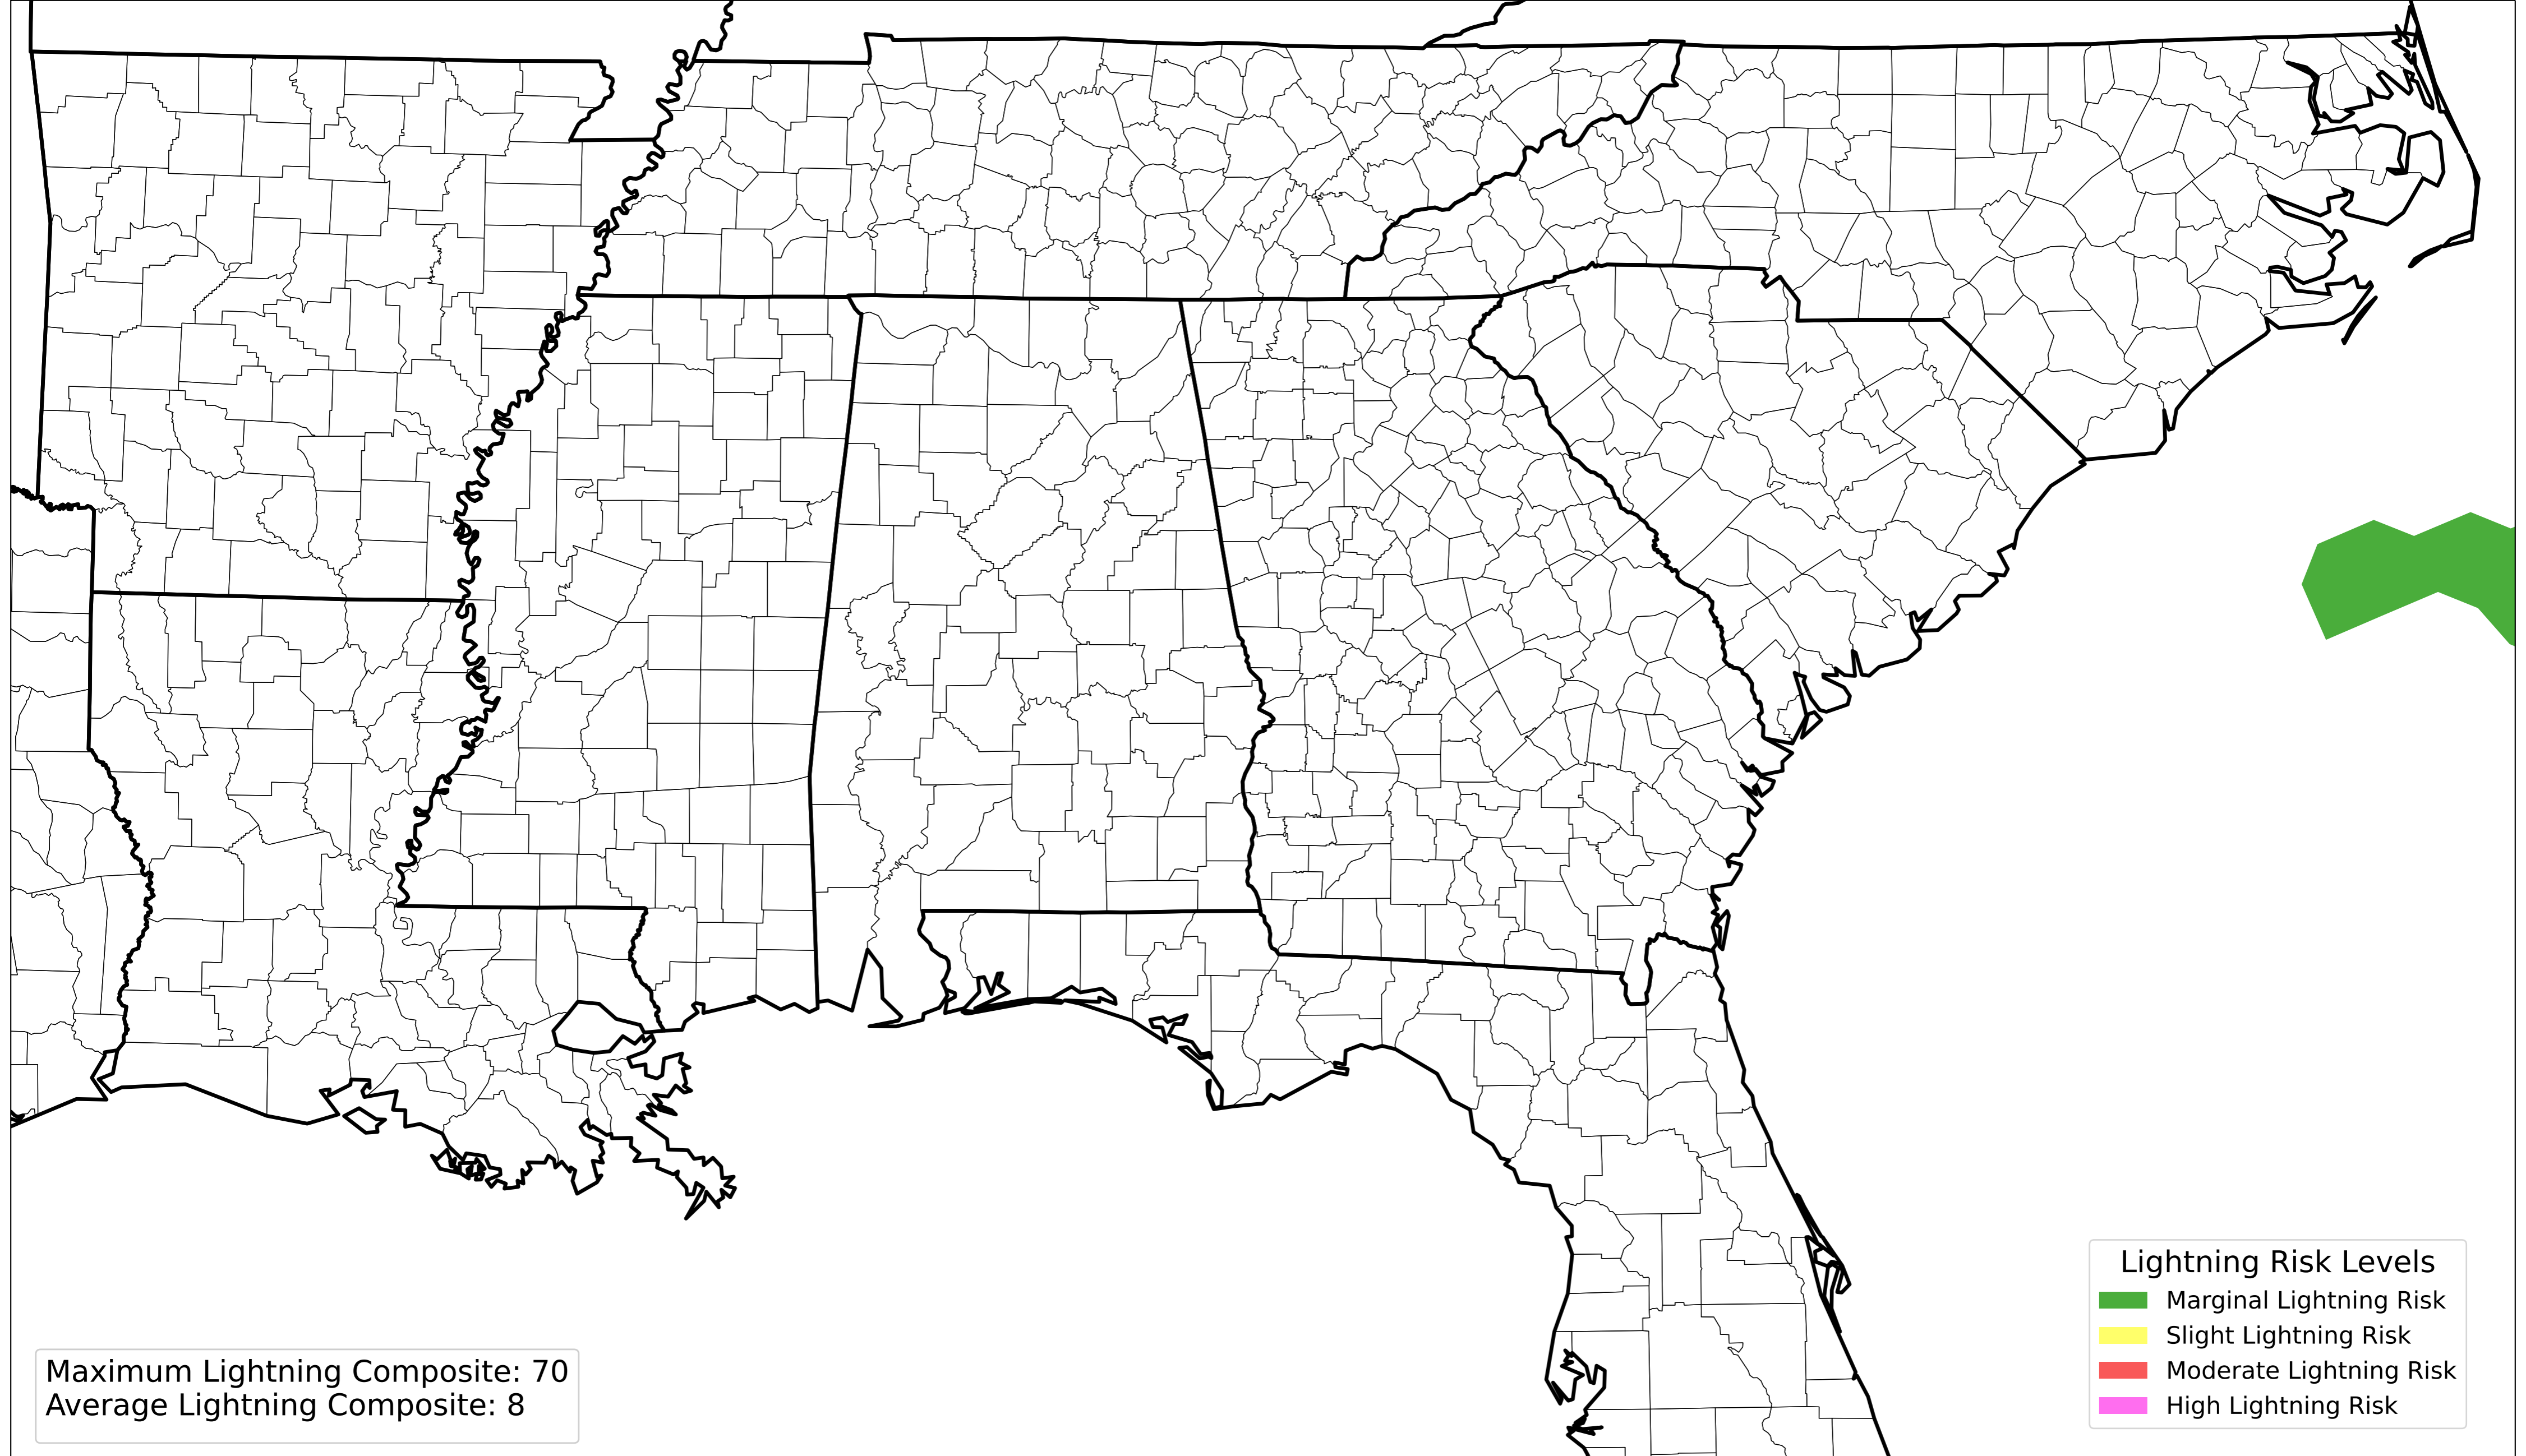 Maximum Lightning Composite: 70
Average Lightning Composite: 8
Lightning Risk Levels
Marginal Lightning Risk
Slight Lightning Risk
Moderate Lightning Risk
High Lightning Risk